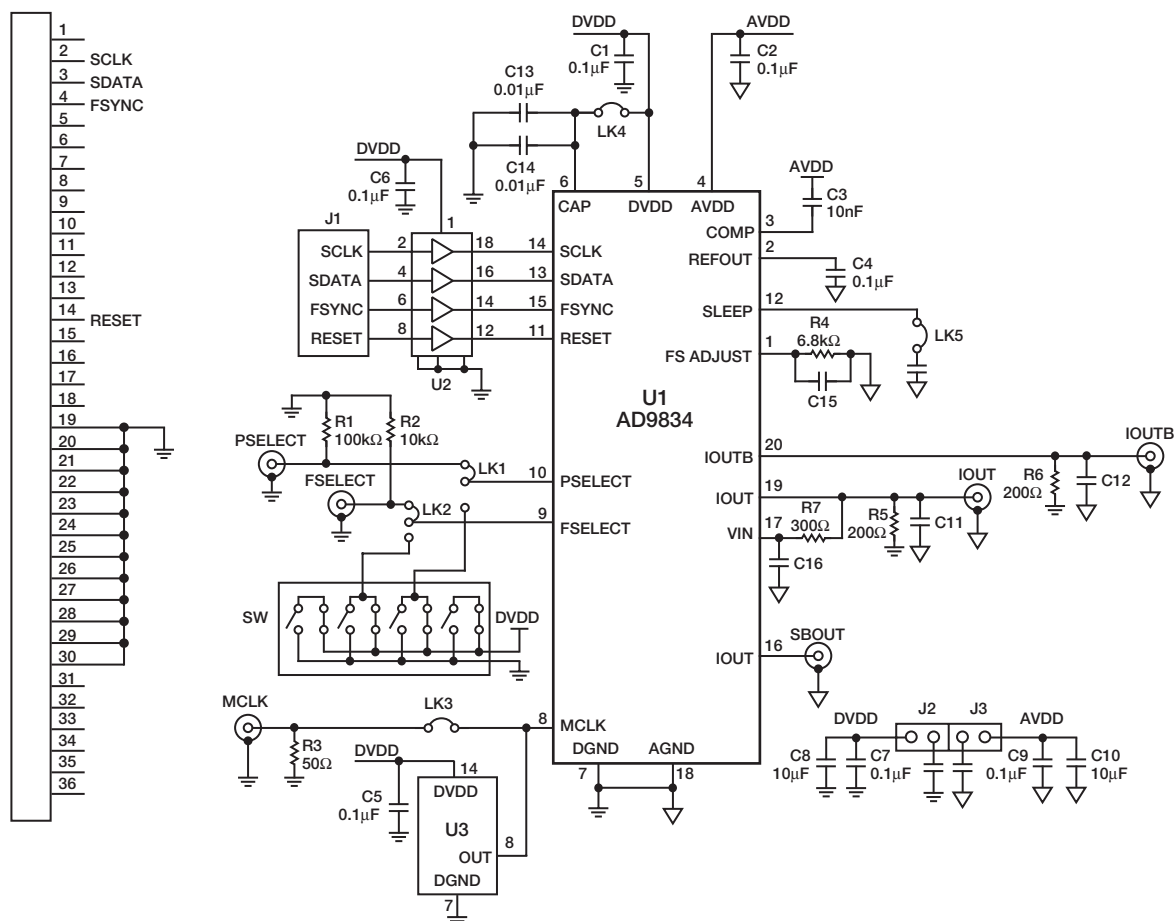 1
2 SCLK
3 SDATA
4 FSYNC
5
6
7
8
9
10
11
12
13
14 RESET
15
16
17
18
19
20
21
22
23
24
25
26
27
28
29
30
31
32
33
34
35
36
DVDD
C1
0.1μF
AVDD
C2
0.1μF
C13
0.01μF
LK4
C14
0.01μF
DVDD
C6
0.1μF
6
5
4
CAP
DVDD
AVDD
AVDD
C3
10nF
COMP
3
REFOUT
2
C4
0.1μF
SLEEP
12
LK5
FS ADJUST
1
R4
6.8kΩ
C15
J1
1
SCLK
2
18
14
SCLK
SDATA
4
16
13
SDATA
FSYNC
6
14
15
FSYNC
RESET
8
12
11
RESET
U2
U1
AD9834
R1
100kΩ
R2
10kΩ
PSELECT
FSELECT
LK1
10
PSELECT
LK2
9
FSELECT
IOUTB
20
IOUTB
R6
200Ω
C12
IOUT
19
IOUT
VIN
17
R7
300Ω
R5
200Ω
C11
C16
SW
DVDD
IOUT
16
SBOUT
MCLK
R3
50Ω
LK3
8
MCLK
DGND
AGND
7
18
DVDD
14
C5
0.1μF
DVDD
U3
OUT
8
DGND
7
DVDD
J2
J3
AVDD
C8
10μF
C7
0.1μF
C9
0.1μF
C10
10μF